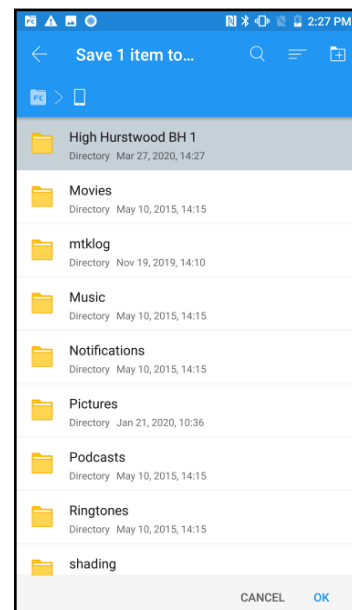 2:27 PM
Save 1 item to...
High Hurstwood BH 1
Directory Mar 27, 2020, 14:27
Movies
Directory May 10, 2015, 14:15
mtklog
Directory Nov 19, 2019, 14:10
Music
Directory May 10, 2015, 14:15
Notifications
Directory May 10, 2015, 14:15
Pictures
Directory Jan 21, 2020, 10:36
Podcasts
Directory May 10, 2015, 14:15
Ringtones
Directory May 10, 2015, 14:15
shading
CANCEL OK